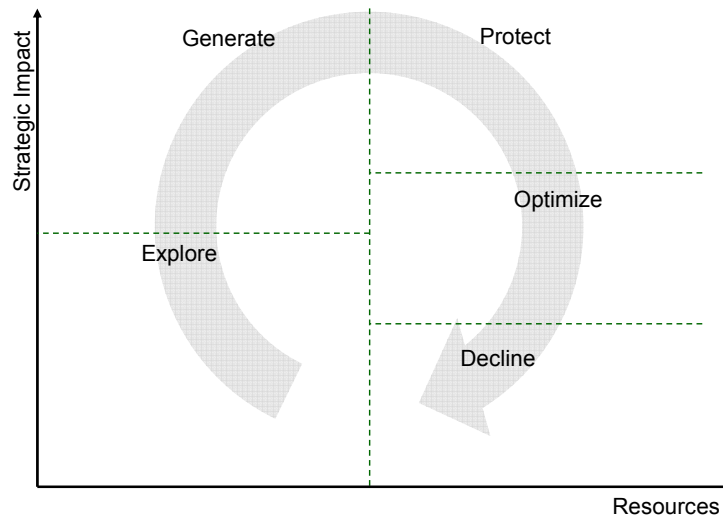 Generate
Protect
Strategic Impact
Optimize
Explore
Decline
Resources